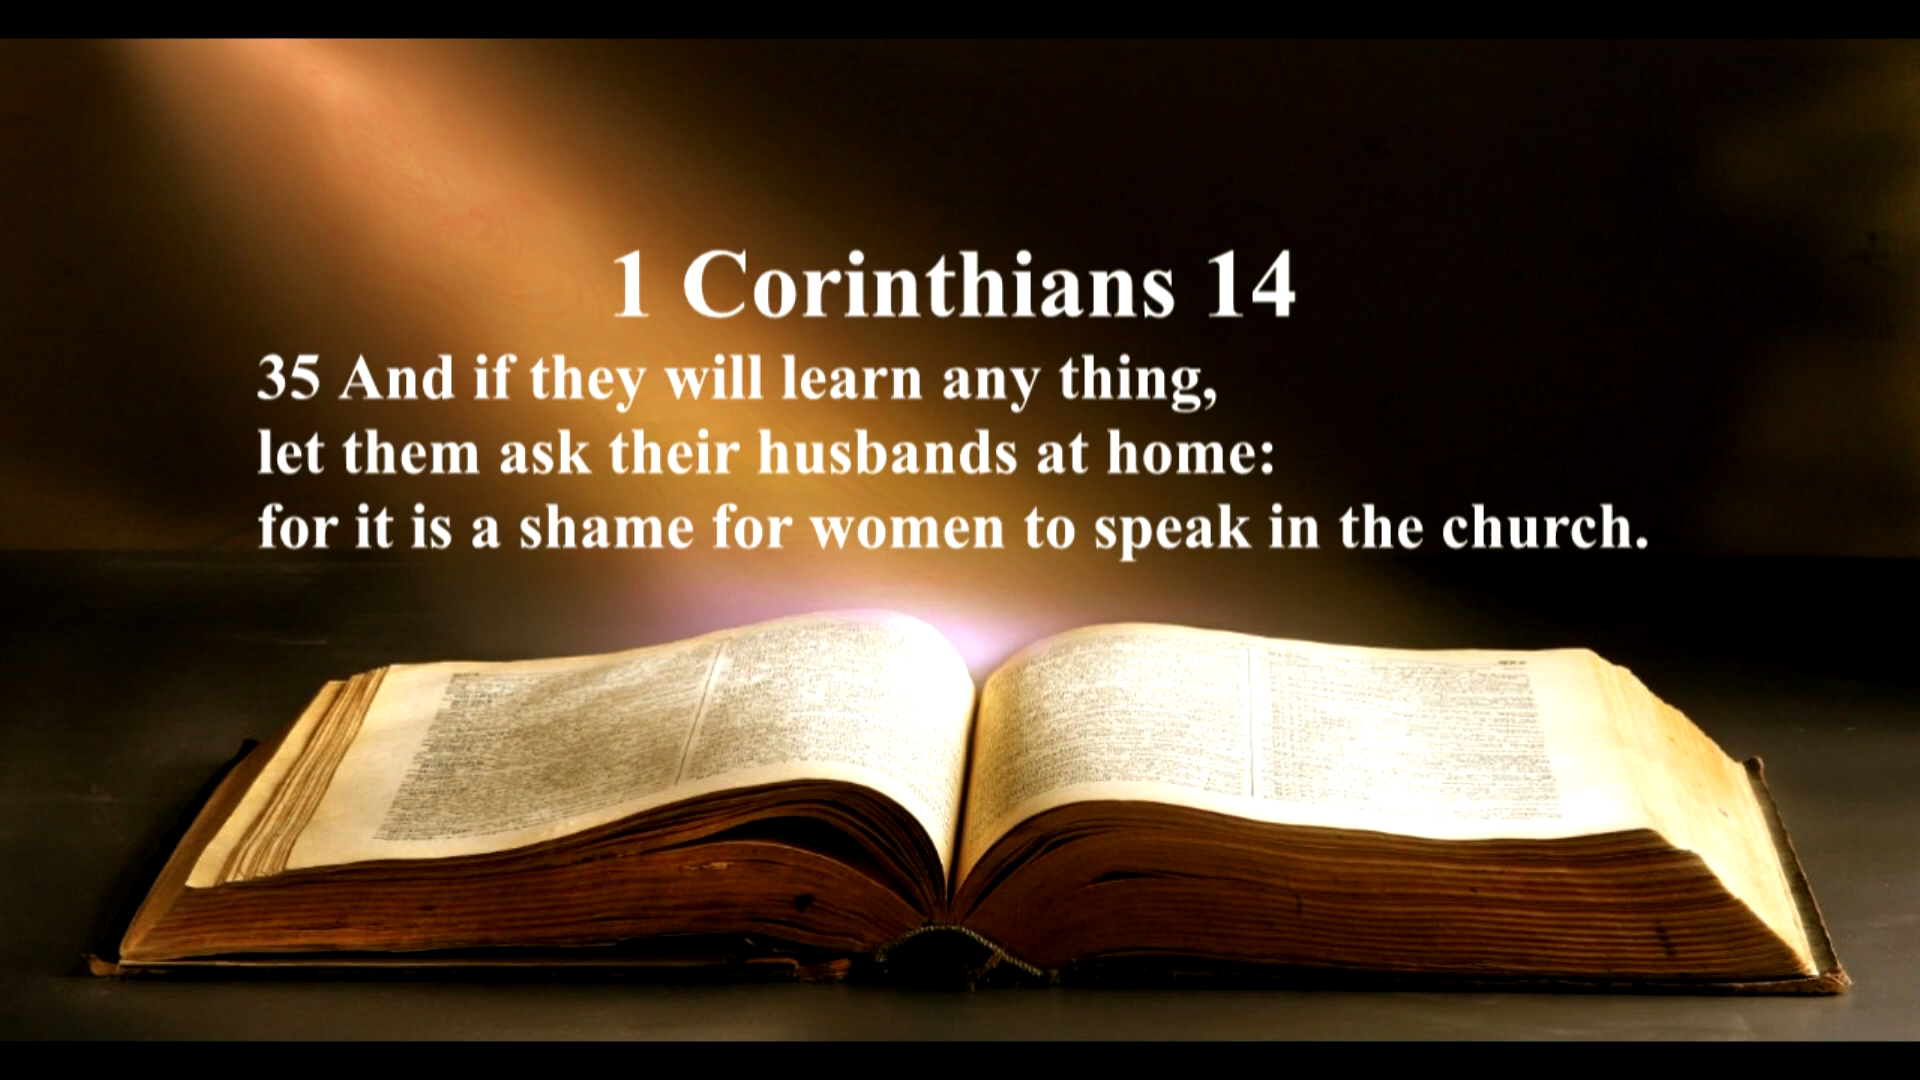 1 Corinthians 14
35 And if they will learn any thing,
let them ask their husbands at home:
for it is a shame for women to speak in the church.